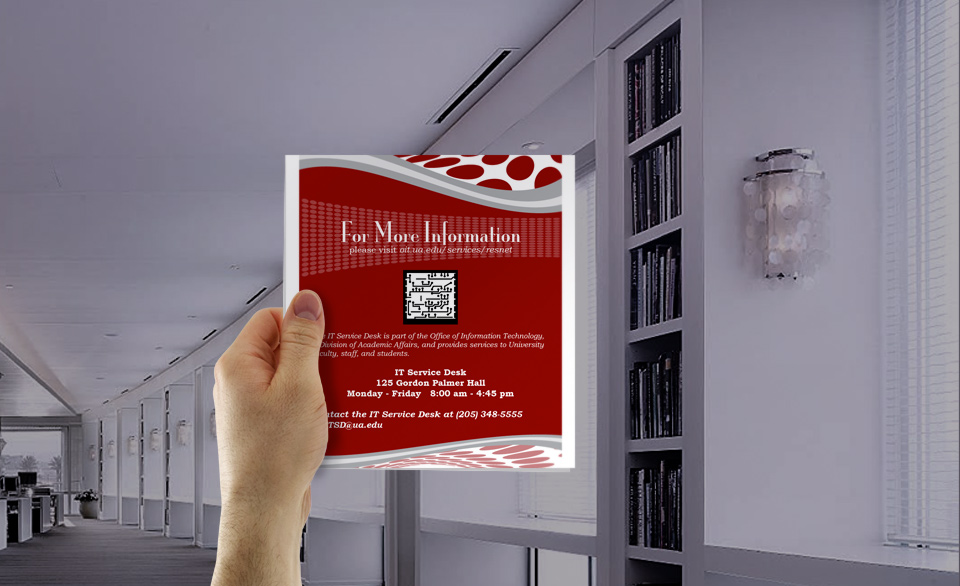 For More Information
please visit oit.ua.edu/services/resnet
IT Service Desk is part of the Office of Information Technology,
Division of Academic Affairs, and provides services to University
culty, staff, and students.
IT Service Desk
125 Gordon Palmer Hall
Monday - Friday 8:00 am - 4:45 pm
ntact the IT Service Desk at (205) 348-5555
TSD@ua.edu